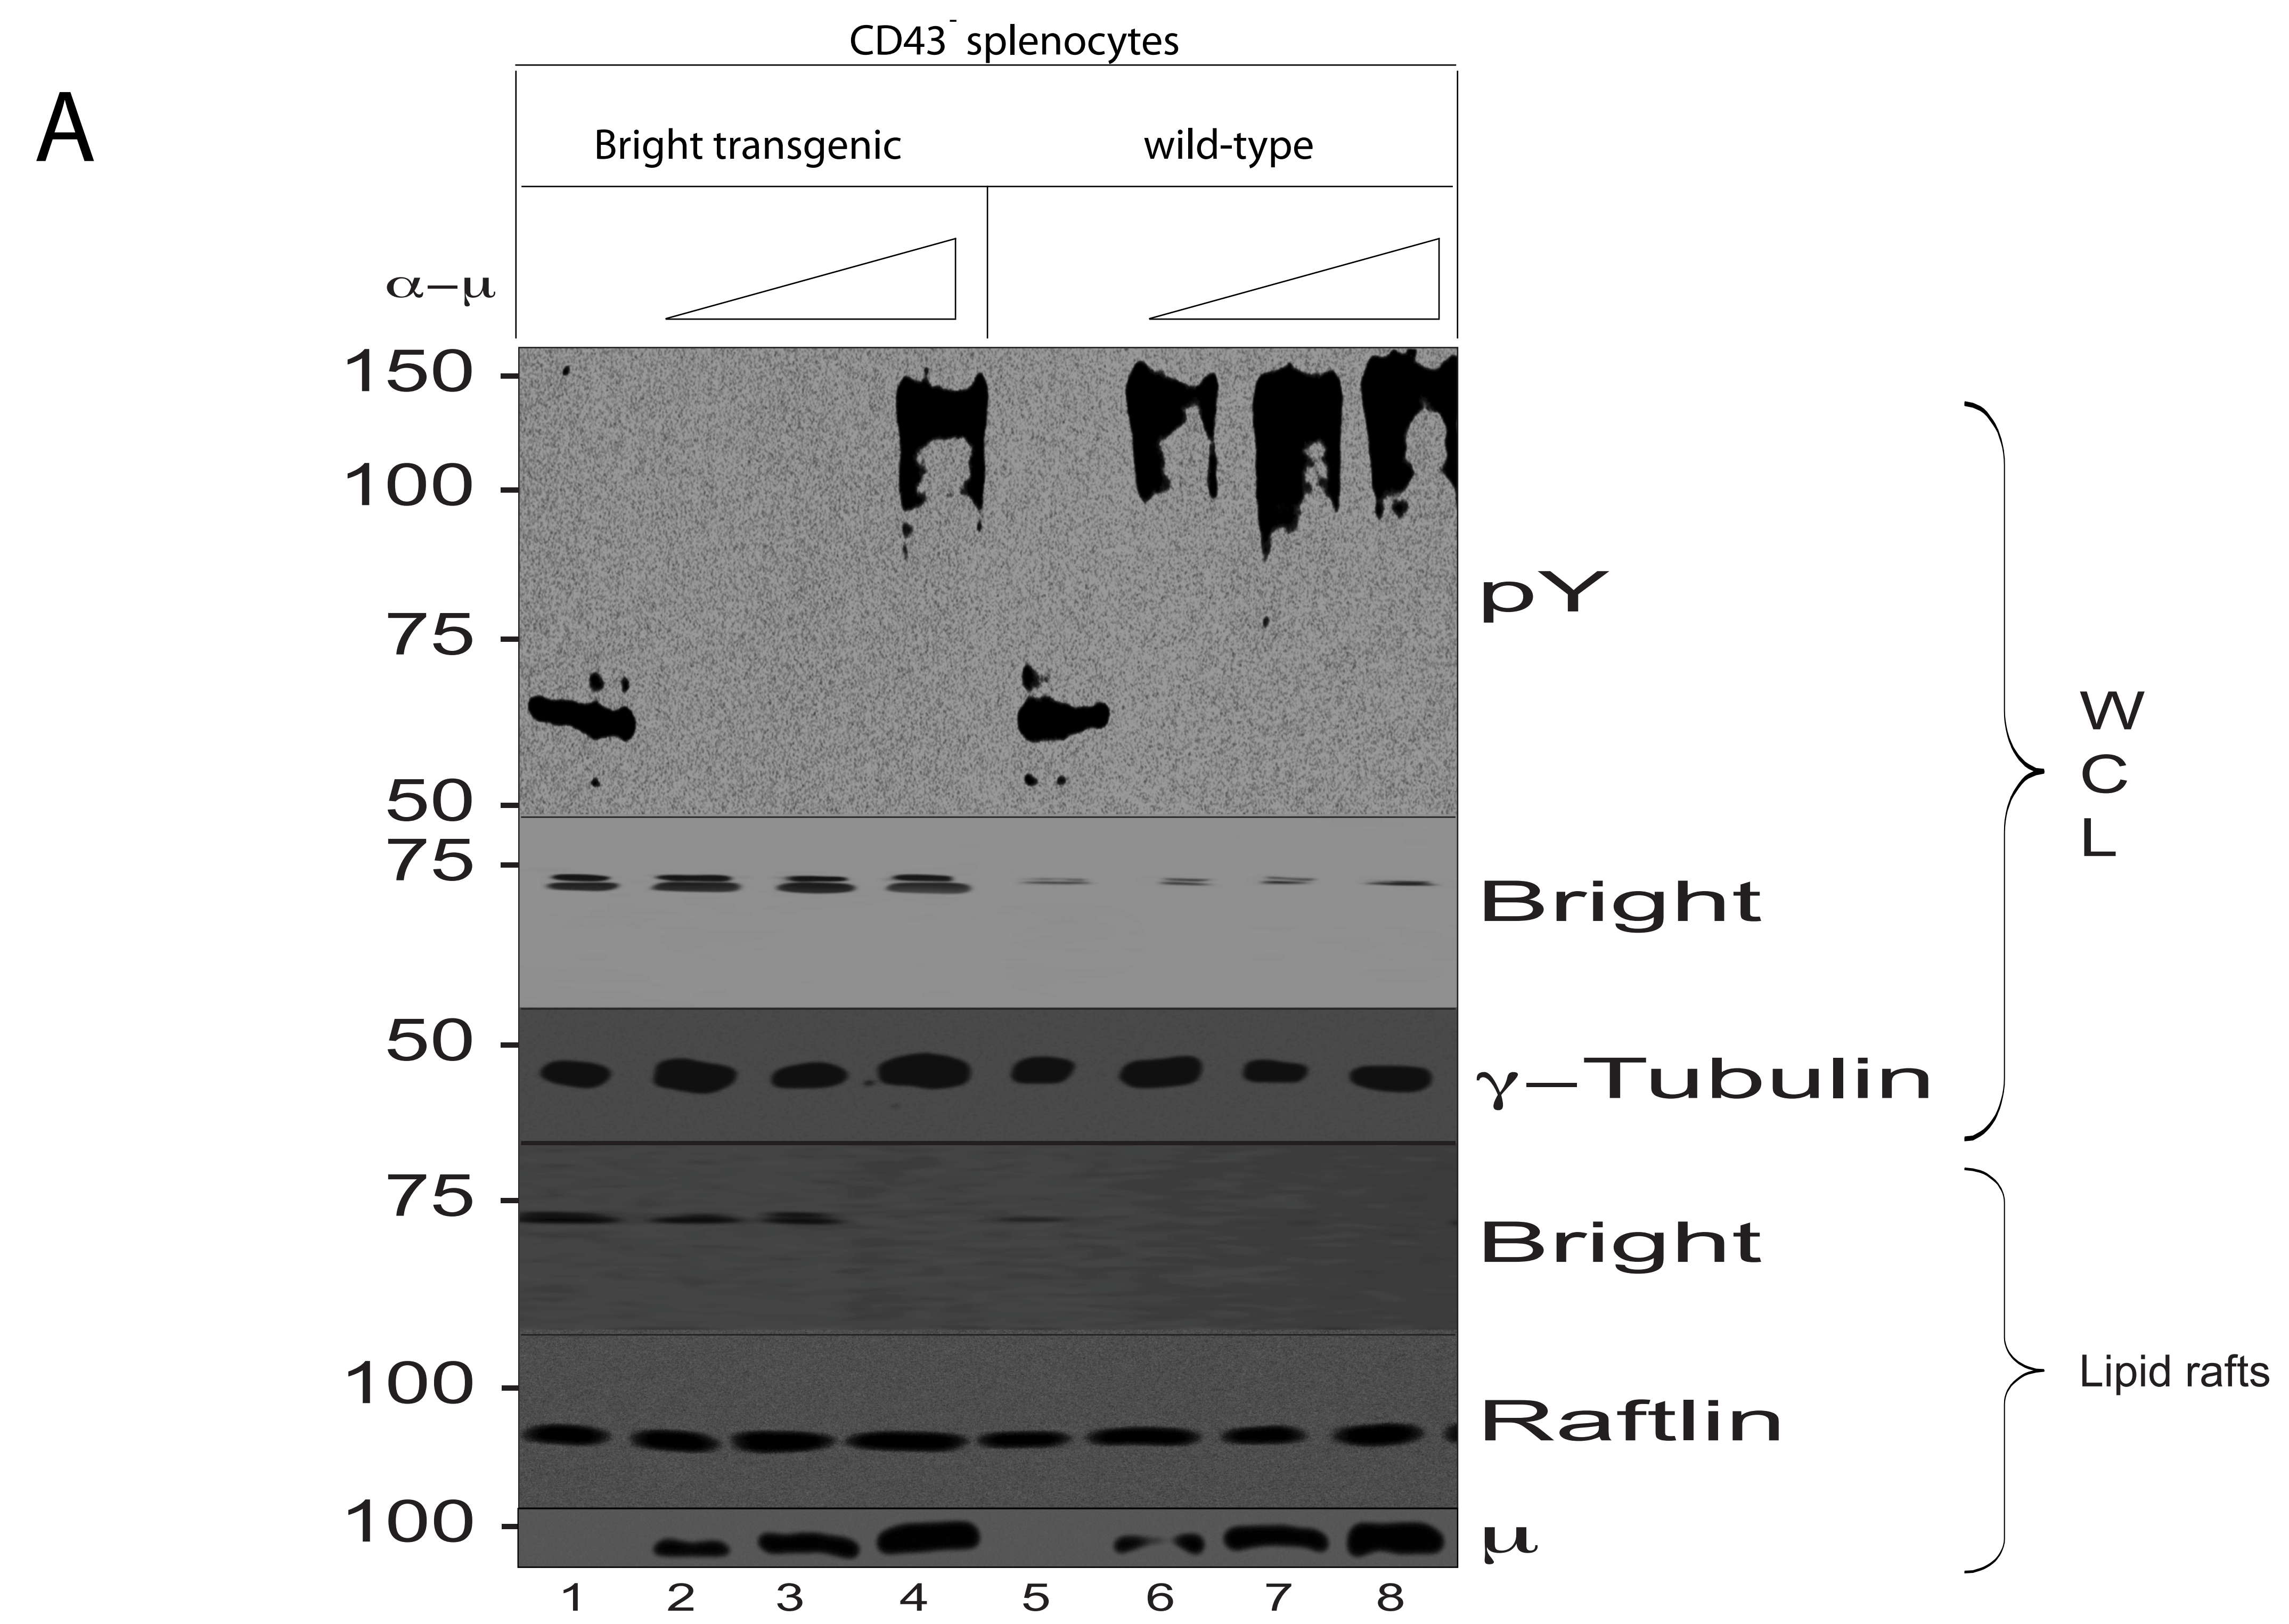 CD43⁻ splenocytes
A
Bright transgenic wild-type
α–μ
150
100
75
pY
50
75
Bright
W
C
L
50
γ–Tubulin
75
Bright
100
Raftlin
Lipid rafts
100
μ
1 2 3 4 5 6 7 8